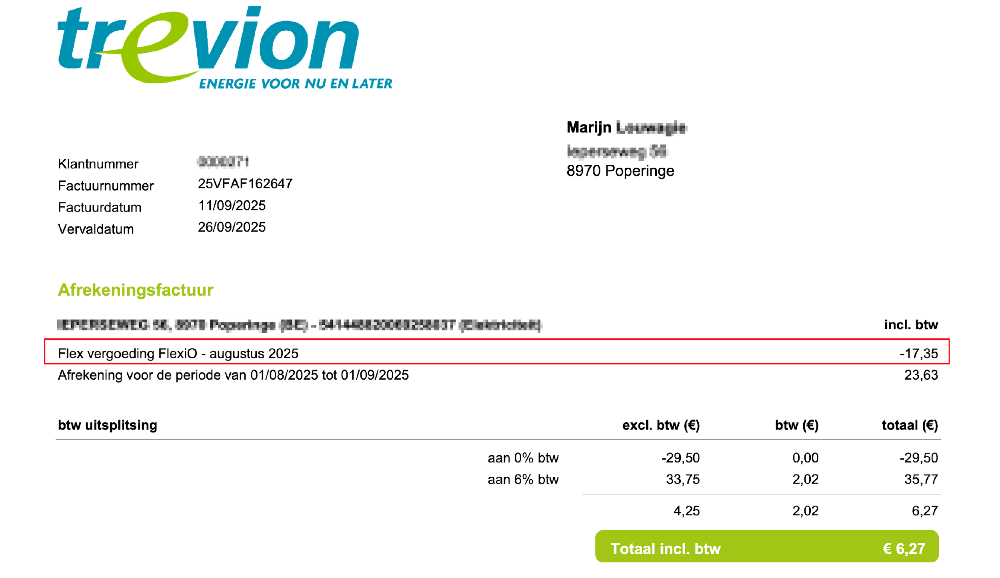 trevion
ENERGIE VOOR NU EN LATER
Marijn
8970 Poperinge
Klantnummer
Factuurnummer 25VFAF162647
Factuurdatum 11/09/2025
Vervaldatum 26/09/2025
Afrekeningsfactuur
incl. btw
Flex vergoeding FlexiO - augustus 2025 -17,35
Afrekening voor de periode van 01/08/2025 tot 01/09/2025 23,63
btw uitsplitsing excl. btw (€) btw (€) totaal (€)
aan 0% btw -29,50 0,00 -29,50
aan 6% btw 33,75 2,02 35,77
4,25 2,02 6,27
Totaal incl. btw € 6,27